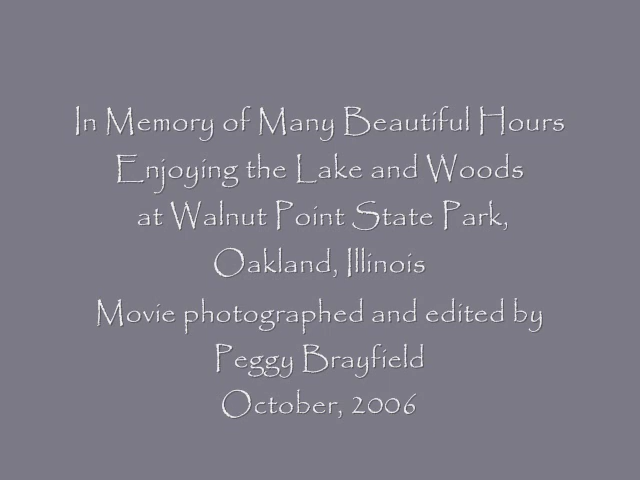 In Memory of Many Beautiful Hours
Enjoying the Lake and Woods
at Walnut Point State Park,
Oakland, Illinois
Movie photographed and edited by
Peggy Brayfield
October, 2006